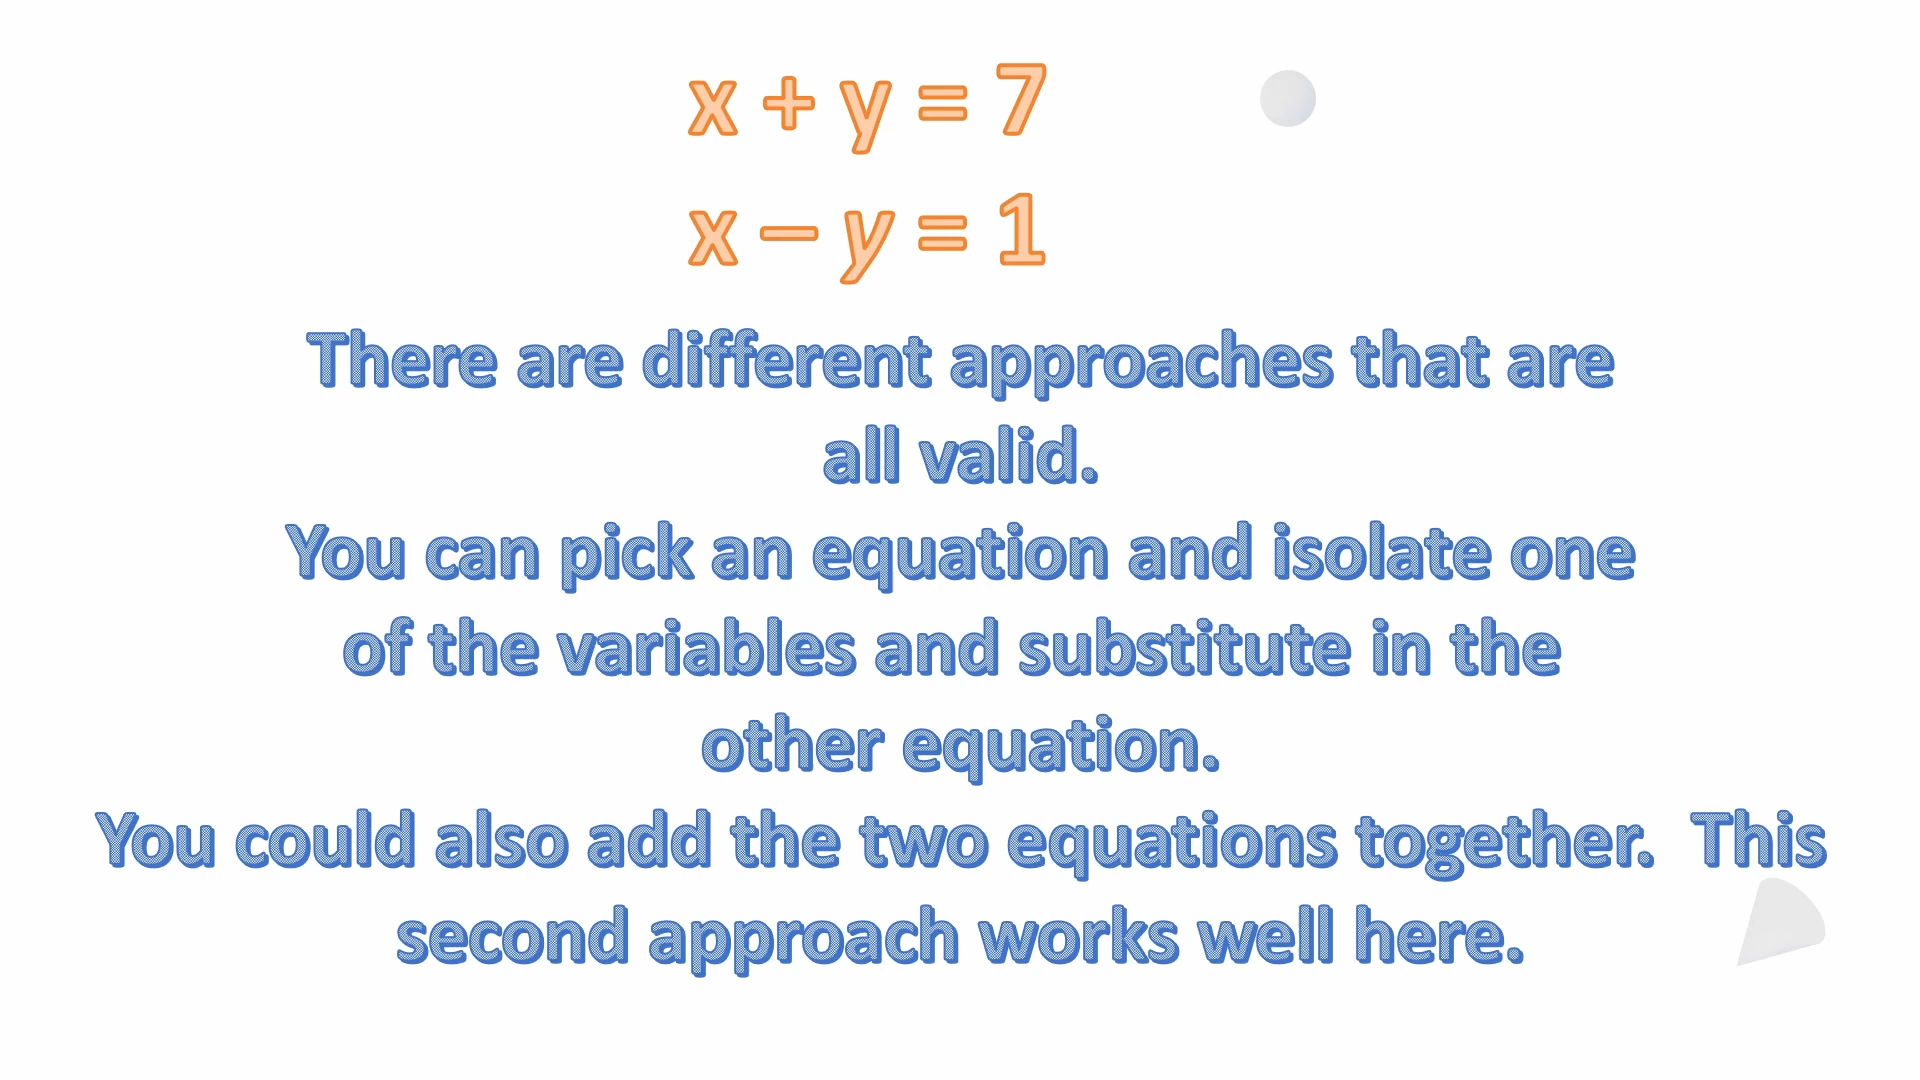 x + y = 7
x – y = 1
There are different approaches that are
all valid.
You can pick an equation and isolate one
of the variables and substitute in the
other equation.
You could also add the two equations together.  This
second approach works well here.